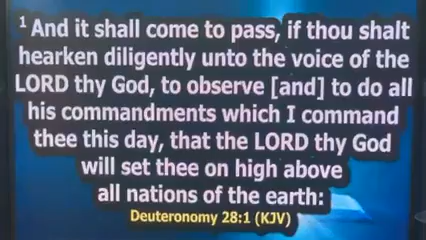 1 And it shall come to pass, if thou shalt
hearken diligently unto the voice of the
LORD thy God, to observe [and] to do all
his commandments which I command
thee this day, that the LORD thy God
will set thee on high above
all nations of the earth:
Deuteronomy 28:1 (KJV)